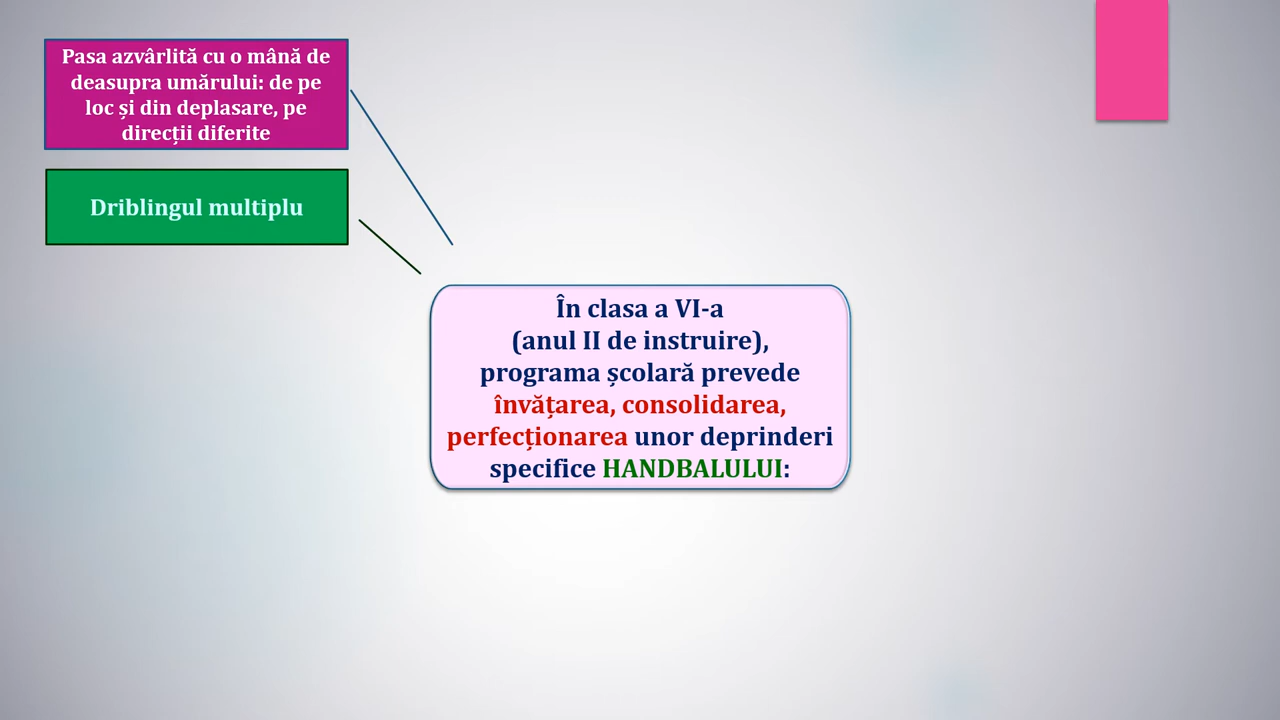 Pasa azvârlită cu o mână de
deasupra umărului: de pe
loc și din deplasare, pe
direcții diferite
Driblingul multiplu
În clasa a VI-a
(anul II de instruire),
programa școlară prevede
învățarea, consolidarea,
perfecționarea unor deprinderi
specifice HANDBALULUI: